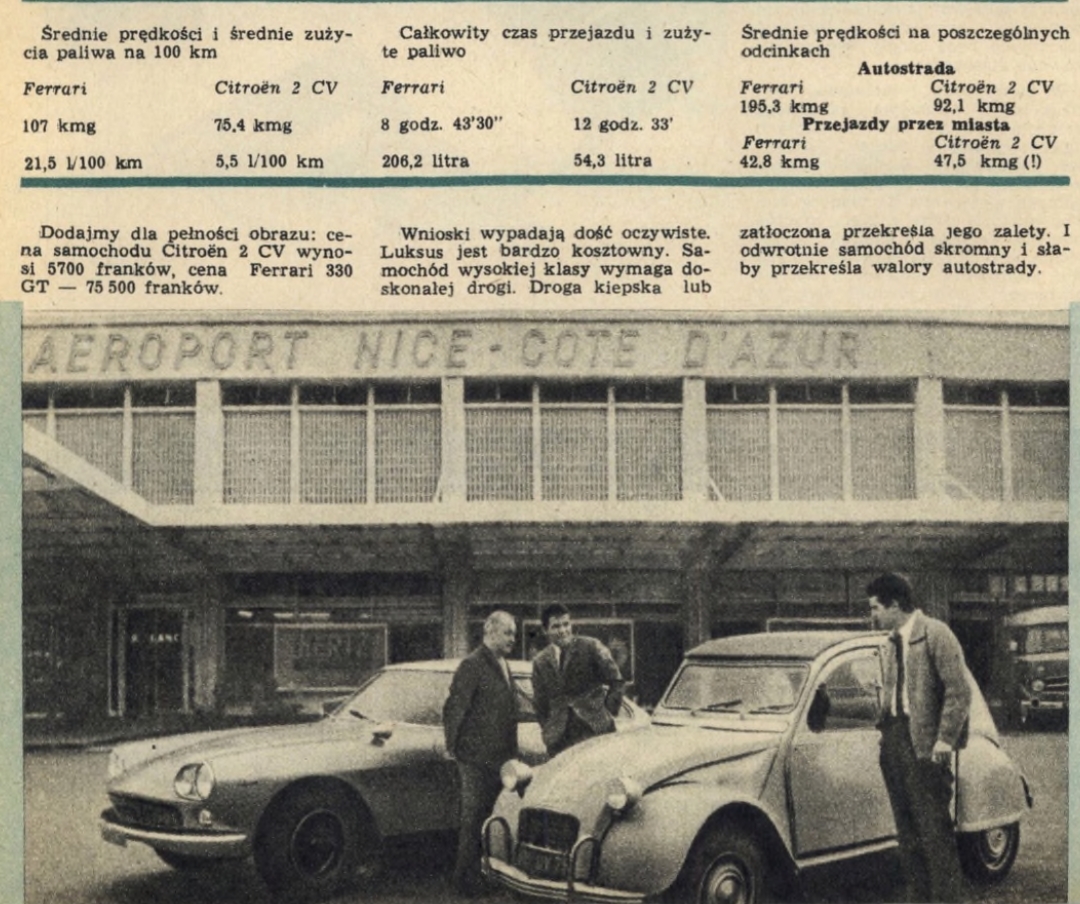 Średnie prędkości i średnie zuży-
cia paliwa na 100 km
Ferrari Citroën 2 CV
107 kmg 75,4 kmg
21,5 l/100 km 5,5 l/100 km
Całkowity czas przejazdu i zuży-
te paliwo
Ferrari Citroën 2 CV
8 godz. 43'30" 12 godz. 33'
206,2 litra 54,3 litra
Średnie prędkości na poszczególnych
odcinkach
Autostrada
Ferrari Citroën 2 CV
195,3 kmg 92,1 kmg
Przejazdy przez miasta
Ferrari Citroën 2 CV
42,8 kmg 47,5 kmg (!)
Dodajmy dla pełności obrazu: ce-
na samochodu Citroën 2 CV wyno-
si 5700 franków, cena Ferrari 330
GT — 75 500 franków.
Wnioski wypadają dość oczywiste.
Luksus jest bardzo kosztowny. Sa-
mochód wysokiej klasy wymaga do-
skonałej drogi. Droga kiepska lub
zatłoczona przekreśla jego zalety. I
odwrotnie samochód skromny i sła-
by przekreśla walory autostrady.
AEROPORT NICE-COTE D'AZUR